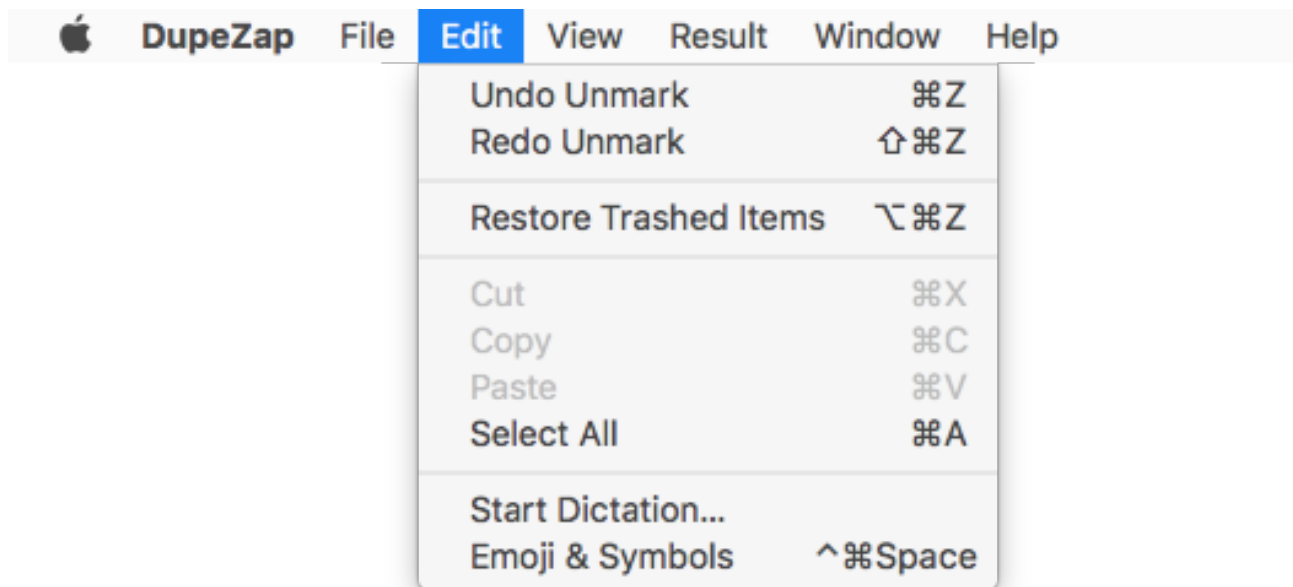 DupeZap File Edit View Result Window Help
Undo Unmark ⌘Z
Redo Unmark ⇧⌘Z
Restore Trashed Items ⌥⌘Z
Cut ⌘X
Copy ⌘C
Paste ⌘V
Select All ⌘A
Start Dictation...
Emoji & Symbols ^⌘Space